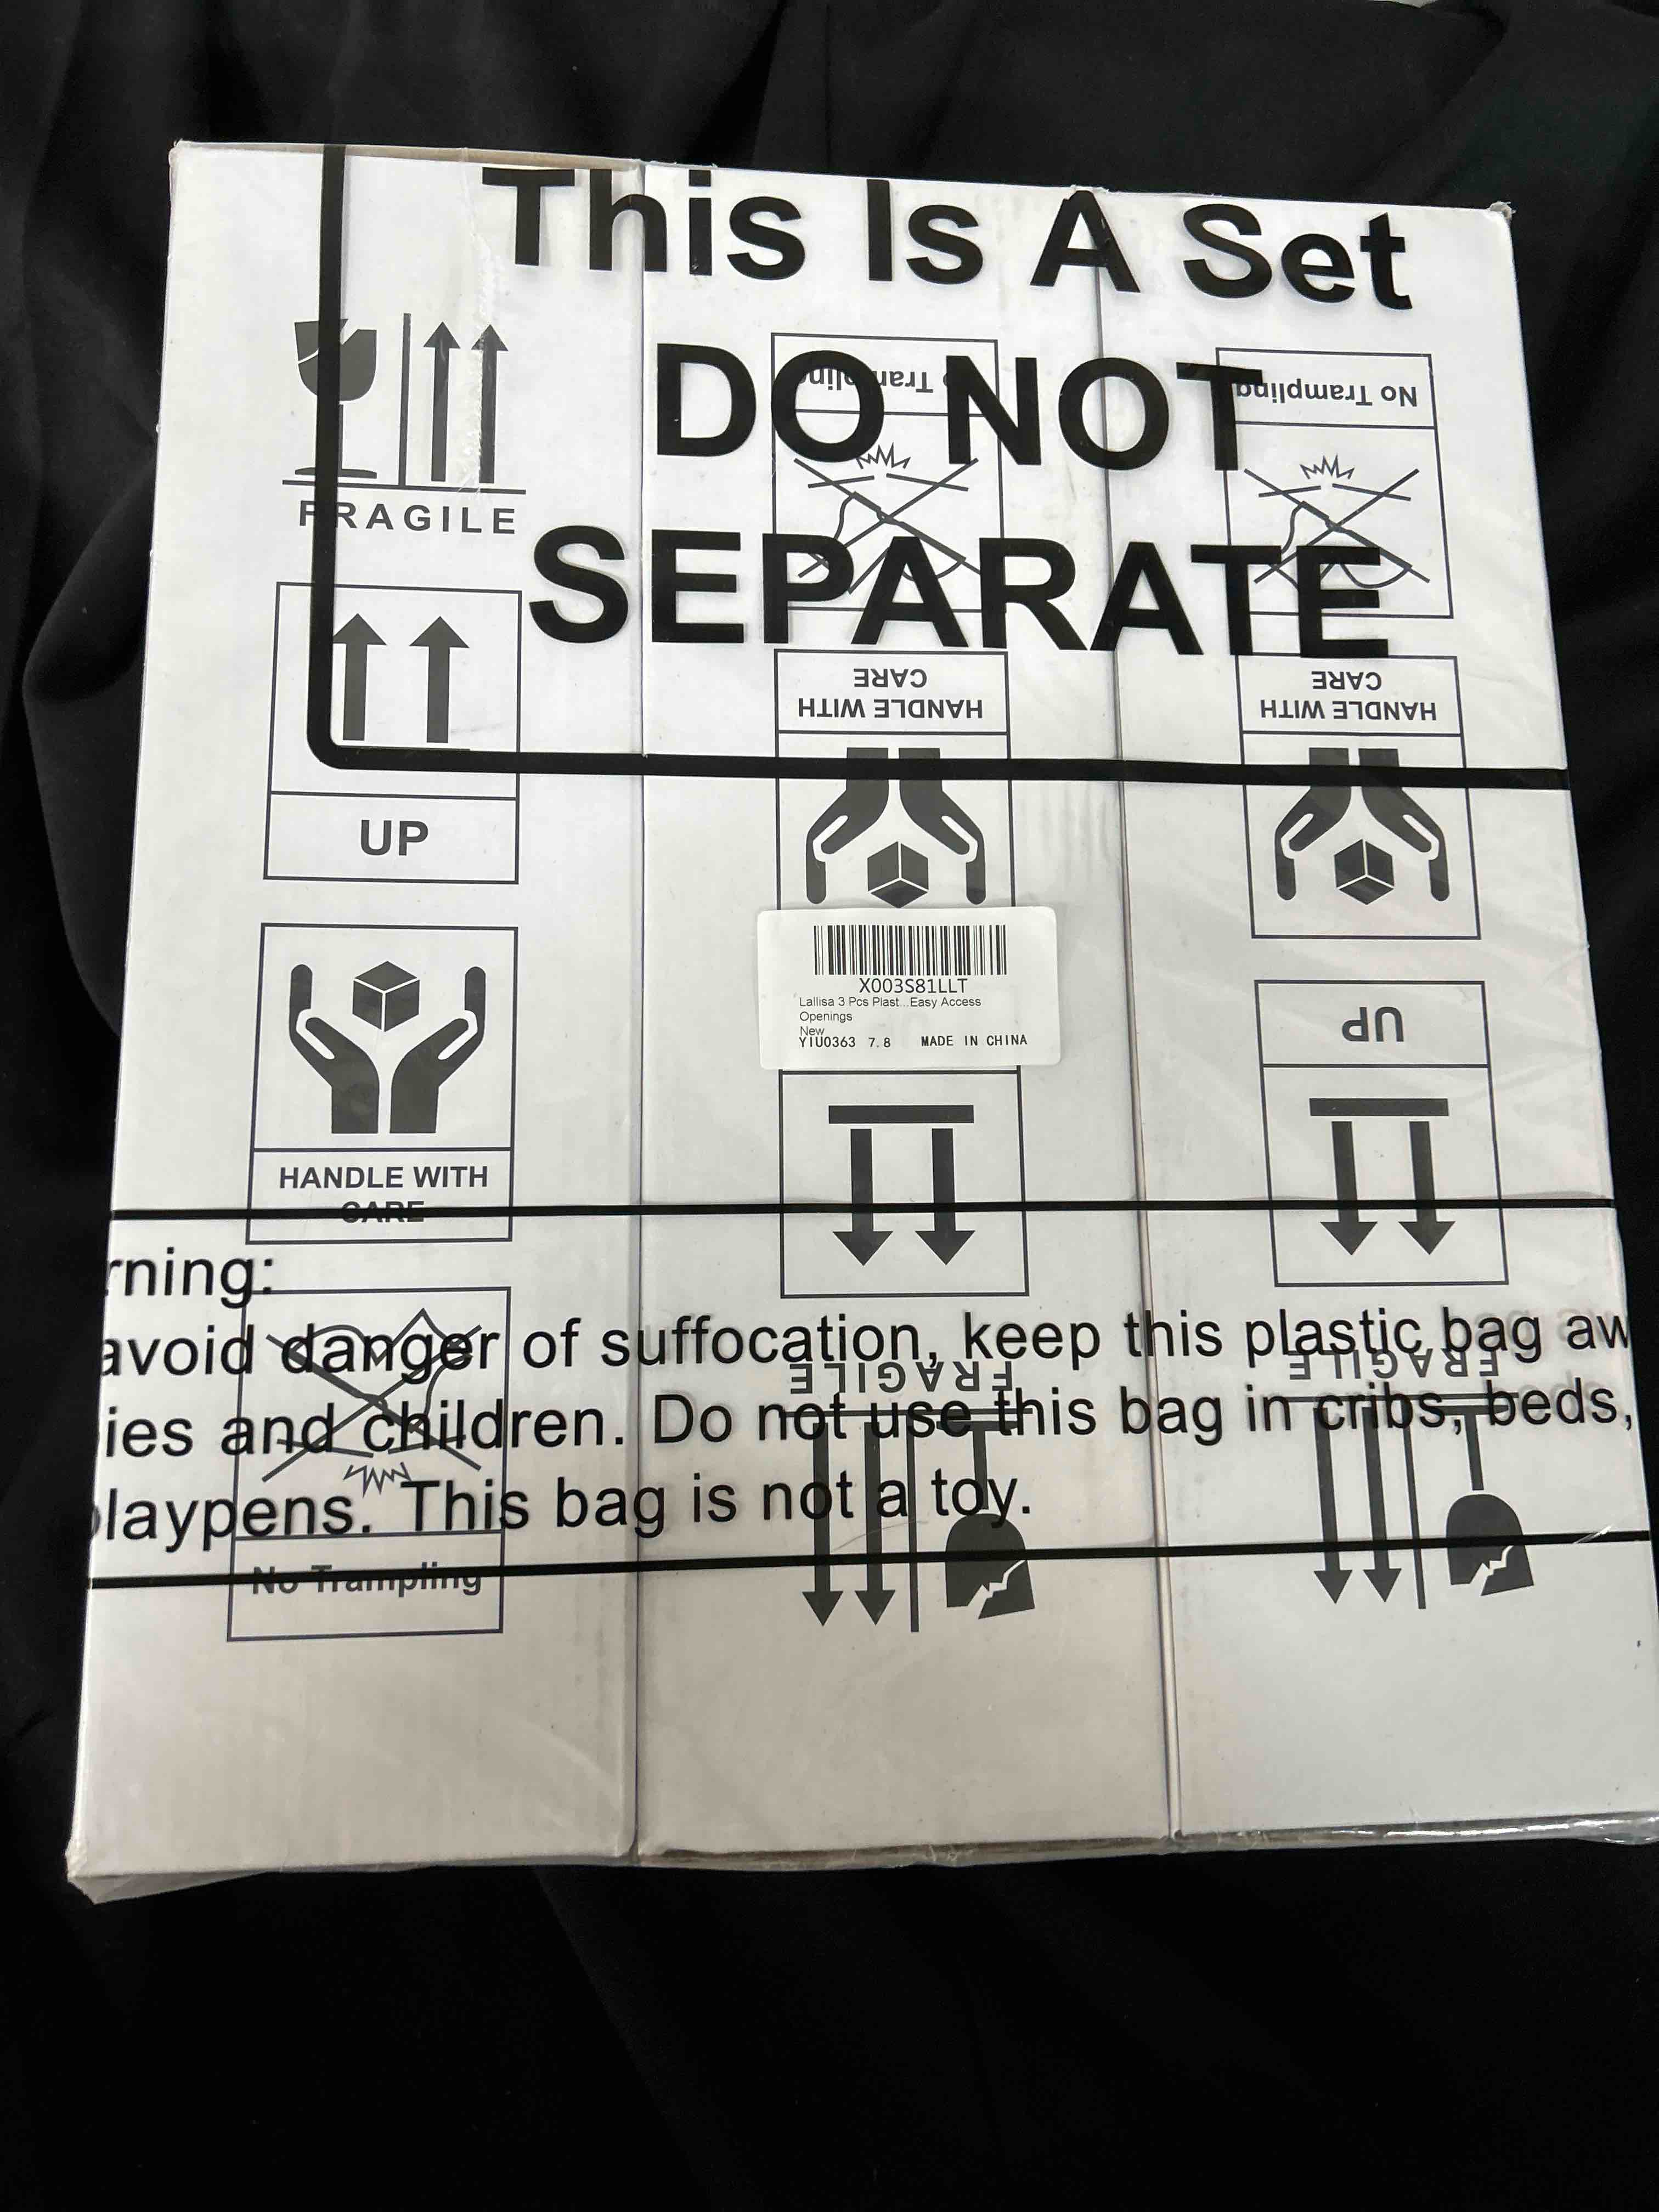 This Is A Set
DO NOT
SEPARATE
FRAGILE
UP
HANDLE WITH
CARE
No Trampling
No Trampling
HANDLE WITH
CARE
X003S81LLT
Lallisa 3 Pcs Plast...Easy Access
Openings
New
YIU0363 7.8 MADE IN CHINA
FRAGILE
No Trampling
HANDLE WITH
CARE
UP
FRAGILE
rning:
avoid danger of suffocation, keep this plastic bag aw
ies and children. Do not use this bag in cribs, beds,
laypens. This bag is not a toy.